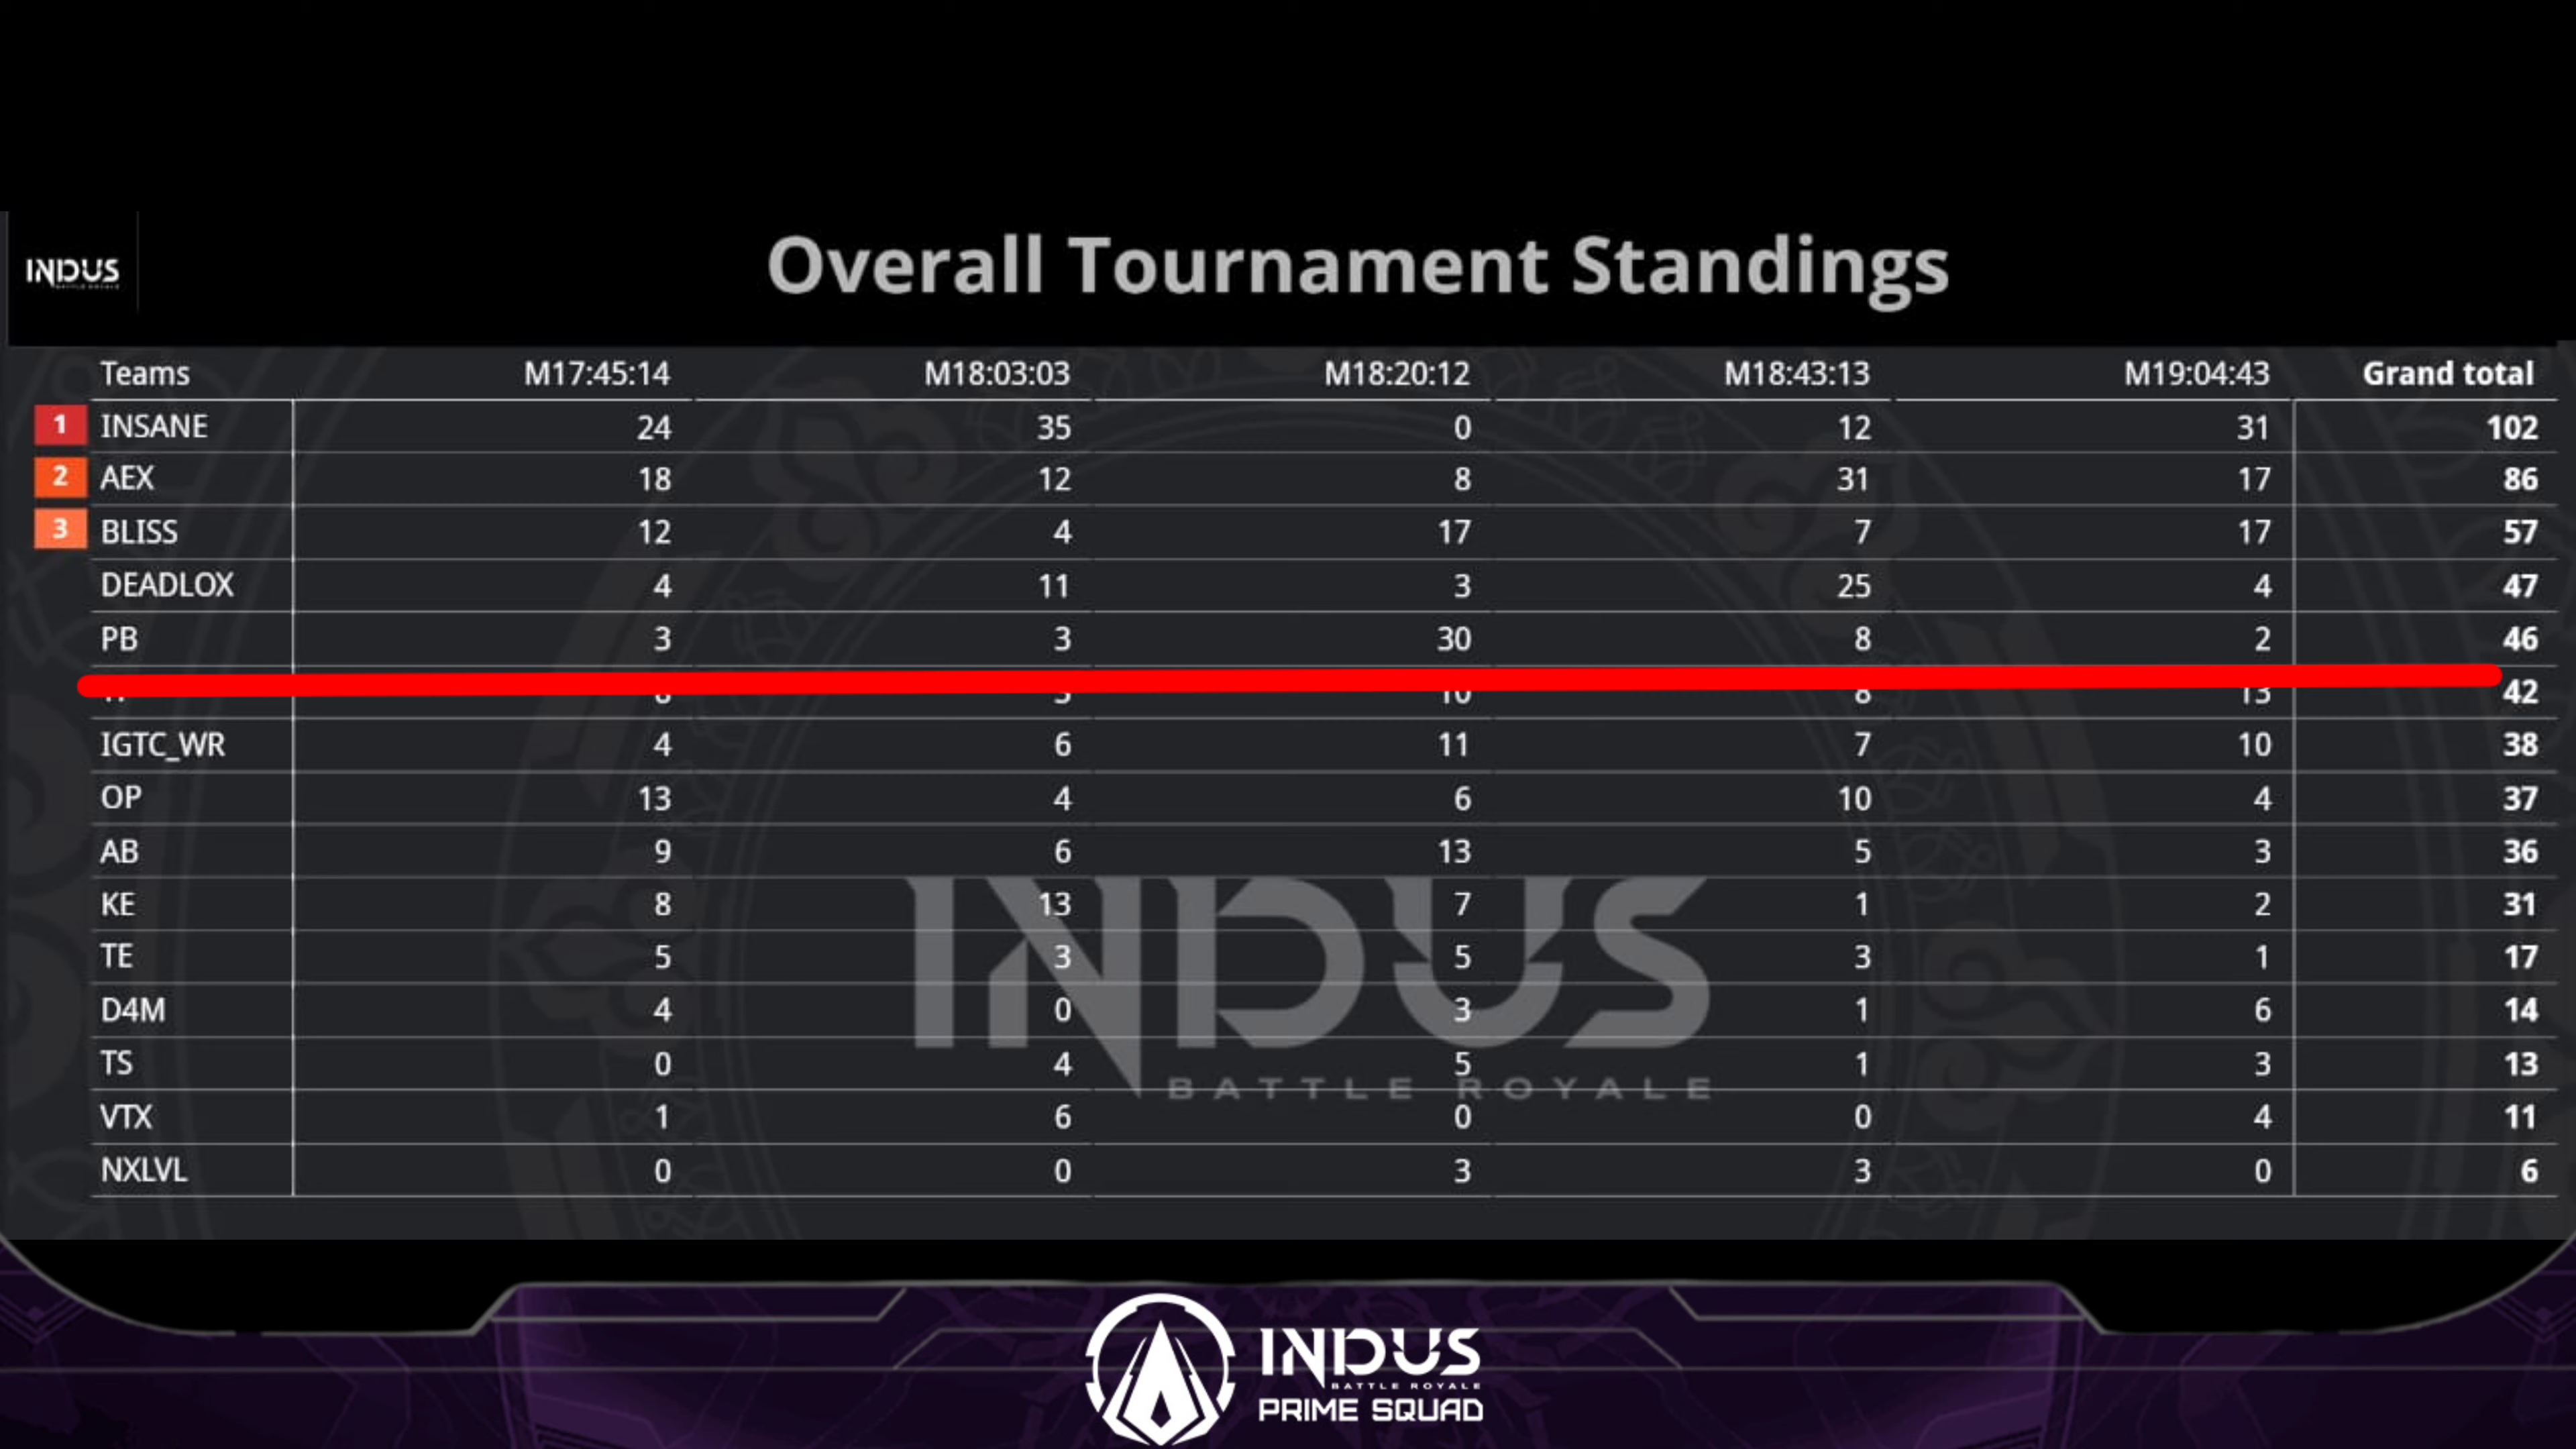 INDUS
BATTLE ROYALE
Overall Tournament Standings
Teams M17:45:14 M18:03:03 M18:20:12 M18:43:13 M19:04:43 Grand total
1 INSANE 24 35 0 12 31 102
2 AEX 18 12 8 31 17 86
3 BLISS 12 4 17 7 17 57
DEADLOX 4 11 3 25 4 47
PB 3 3 30 8 2 46
10 8 13 42
IGTC_WR 4 6 11 7 10 38
OP 13 4 6 10 4 37
AB 9 6 13 5 3 36
KE 8 13 7 1 2 31
TE 5 3 5 3 1 17
D4M 4 0 3 1 6 14
TS 0 4 5 1 3 13
VTX 1 6 0 0 4 11
NXLVL 0 0 3 3 0 6
INDUS
BATTLE ROYALE
INDUS
BATTLE ROYALE
PRIME SQUAD